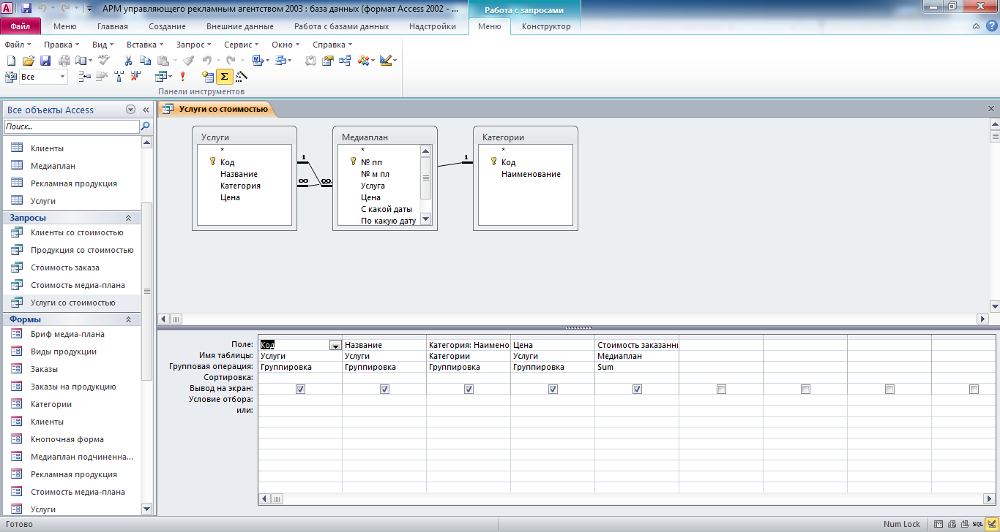 АРМ управляющего рекламным агентством 2003 : база данных (формат Access 2002 - ...
Работа с запросами
Файл Меню Главная Создание Внешние данные Работа с базами данных Надстройки Меню Конструктор
Файл Правка Вид Вставка Запрос Сервис Окно Справка
Все
Панели инструментов
Все объекты Access
Поиск...
Клиенты
Медиаплан
Рекламная продукция
Услуги
Запросы
Клиенты со стоимостью
Продукция со стоимостью
Стоимость заказа
Стоимость медиа-плана
Услуги со стоимостью
Формы
Бриф медиа-плана
Виды продукции
Заказы
Заказы на продукцию
Категории
Клиенты
Кнопочная форма
Медиаплан подчиненна...
Рекламная продукция
Стоимость медиа-плана
Услуги
Услуги со стоимостью
Услуги
*
Код
Название
Категория
Цена
1
∞
∞
Медиаплан
*
№ пп
№ м пл
Услуга
Цена
С какой даты
По какую дату
1
Категории
*
Код
Наименование
Поле: Код Название Категория: Наимено Цена Стоимость заказанн
Имя таблицы: Услуги Услуги Категории Услуги Медиаплан
Групповая операция: Группировка Группировка Группировка Группировка Sum
Сортировка:
Вывод на экран:
Условие отбора:
или:
Готово
Num Lock
SQL